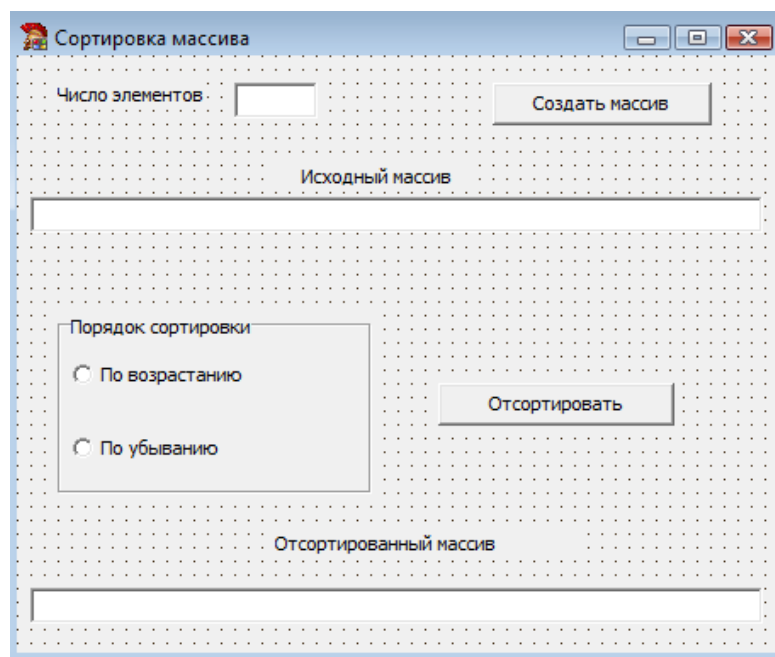 Сортировка массива
Число элементов
Создать массив
Исходный массив
Порядок сортировки
По возрастанию
Отсортировать
По убыванию
Отсортированный массив